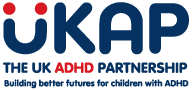 UKAP
THE UK ADHD PARTNERSHIP
Building better futures for children with ADHD